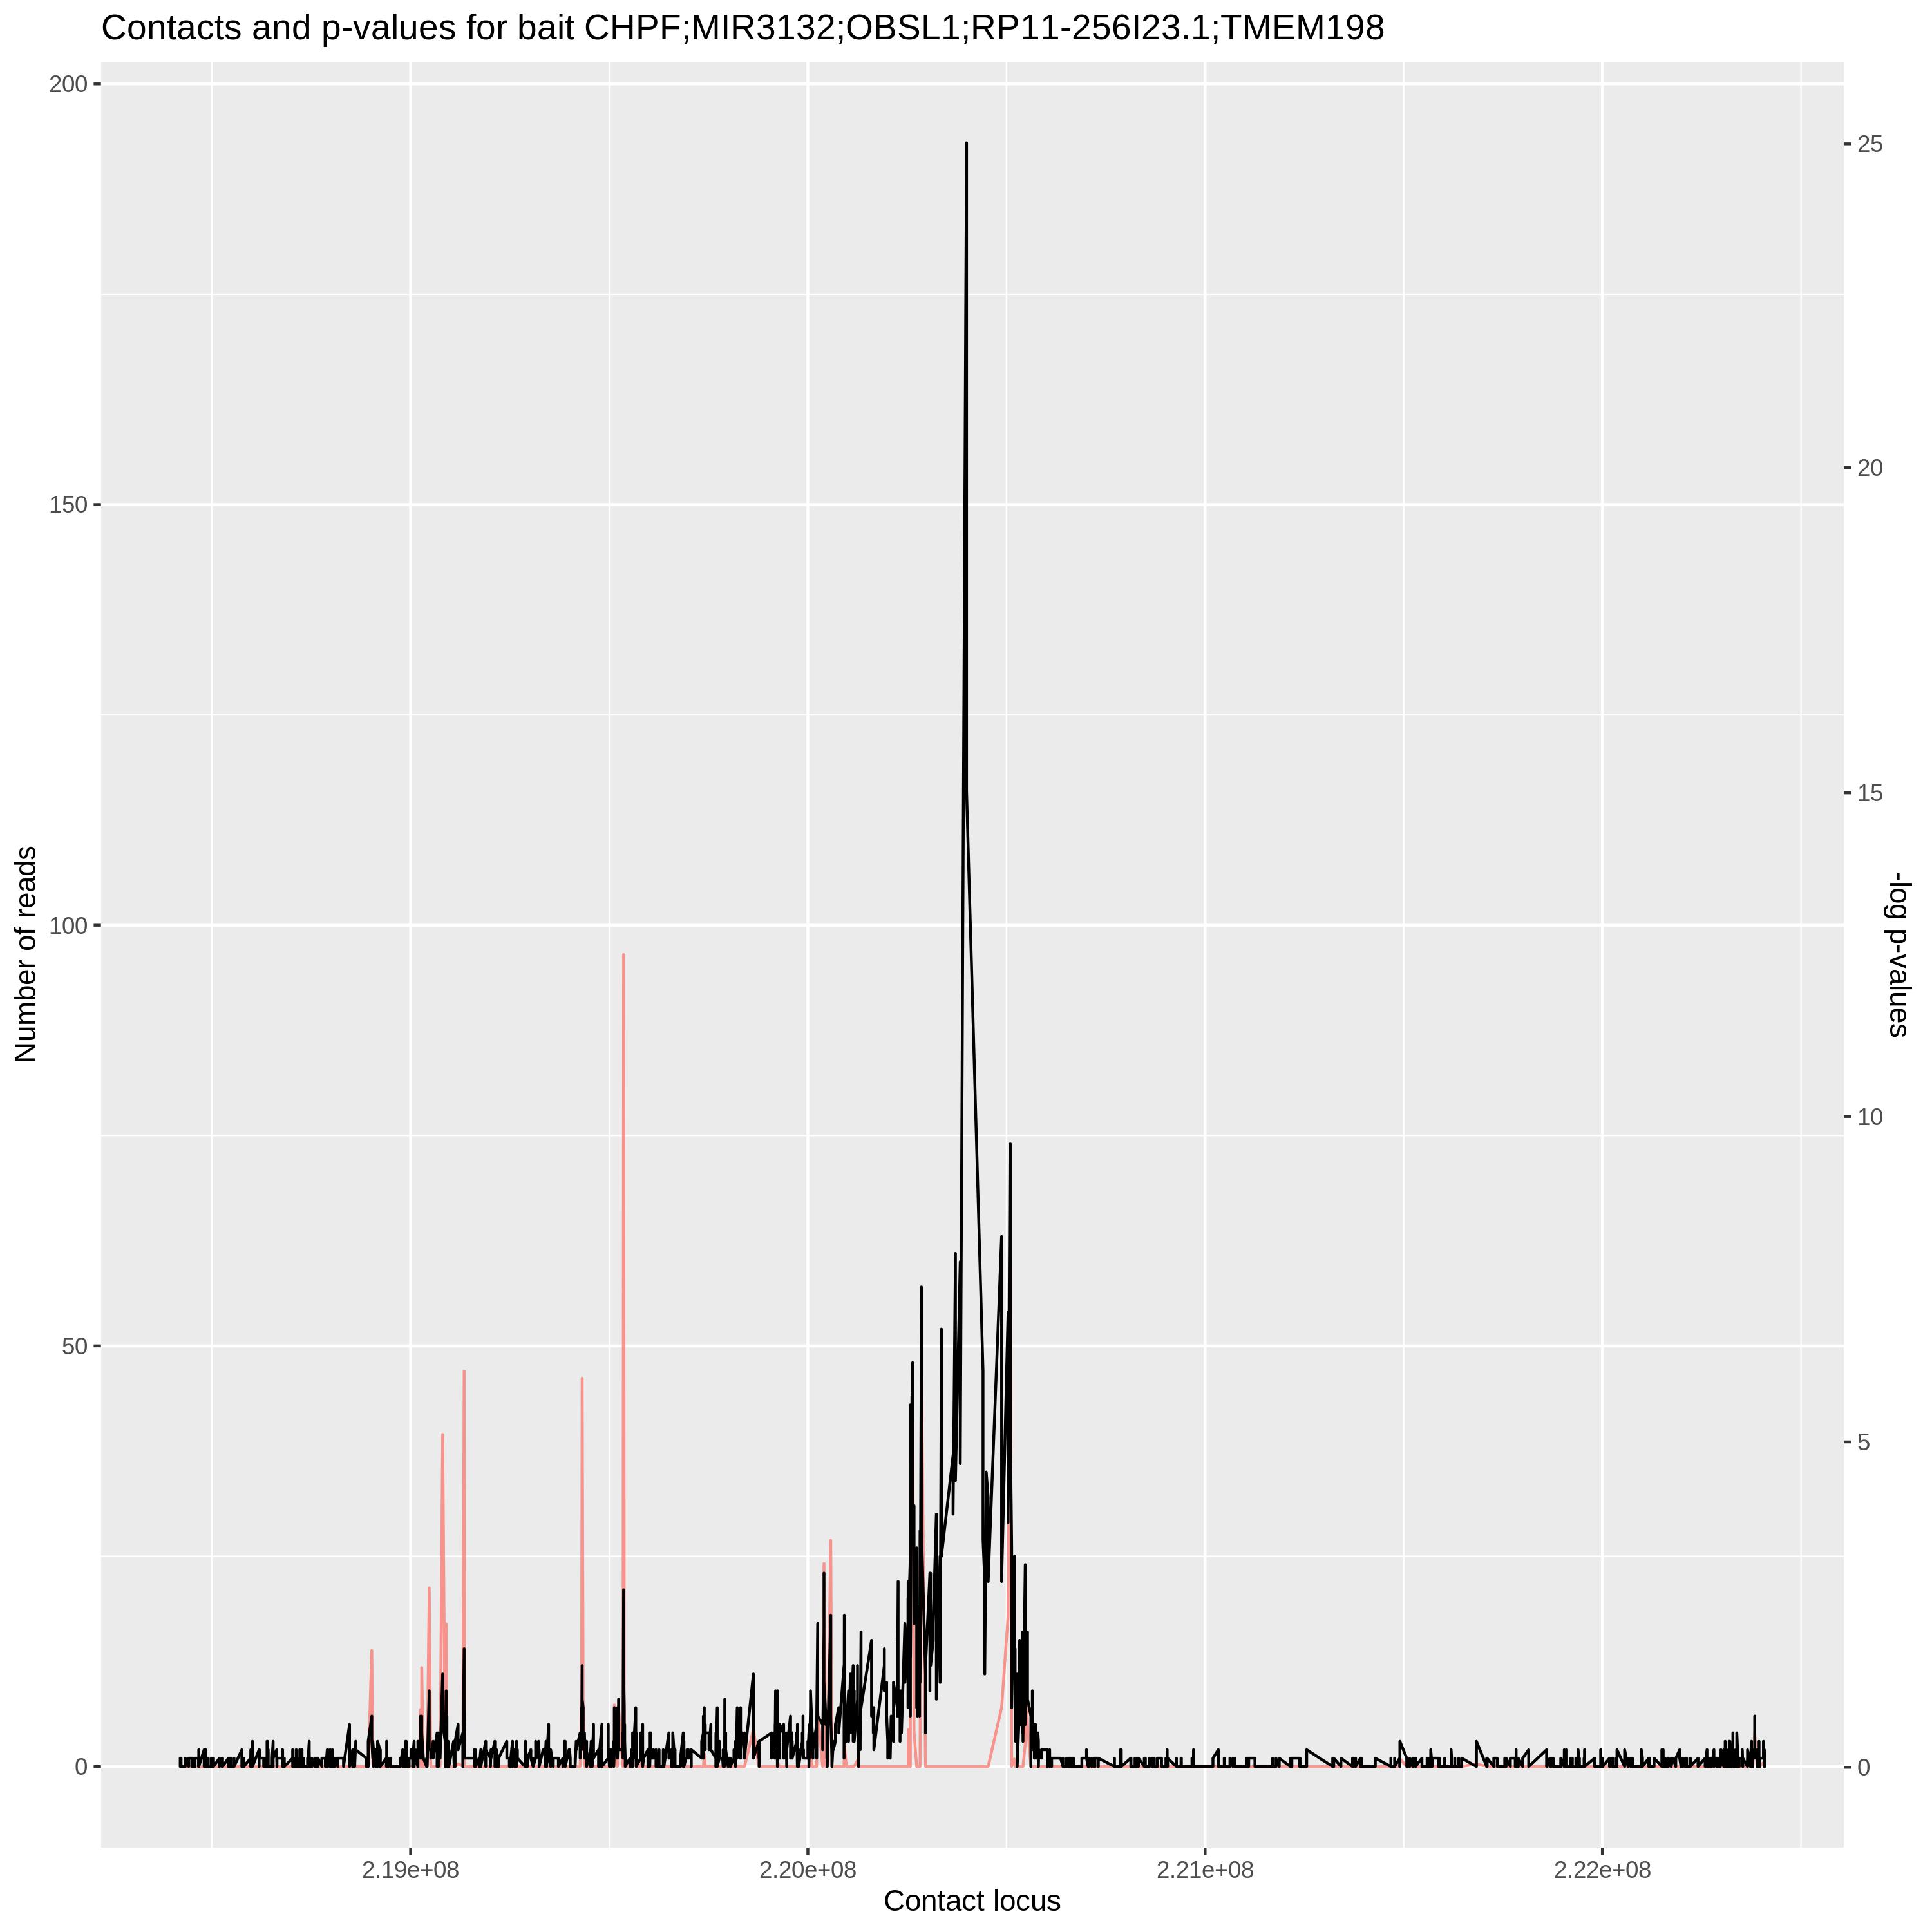 Contacts and p-values for bait CHPF;MIR3132;OBSL1;RP11-256I23.1;TMEM198
200
150
100
50
0
Number of reads
25
20
15
10
5
0
-log p-values
2.19e+08
2.20e+08
2.21e+08
2.22e+08
Contact locus